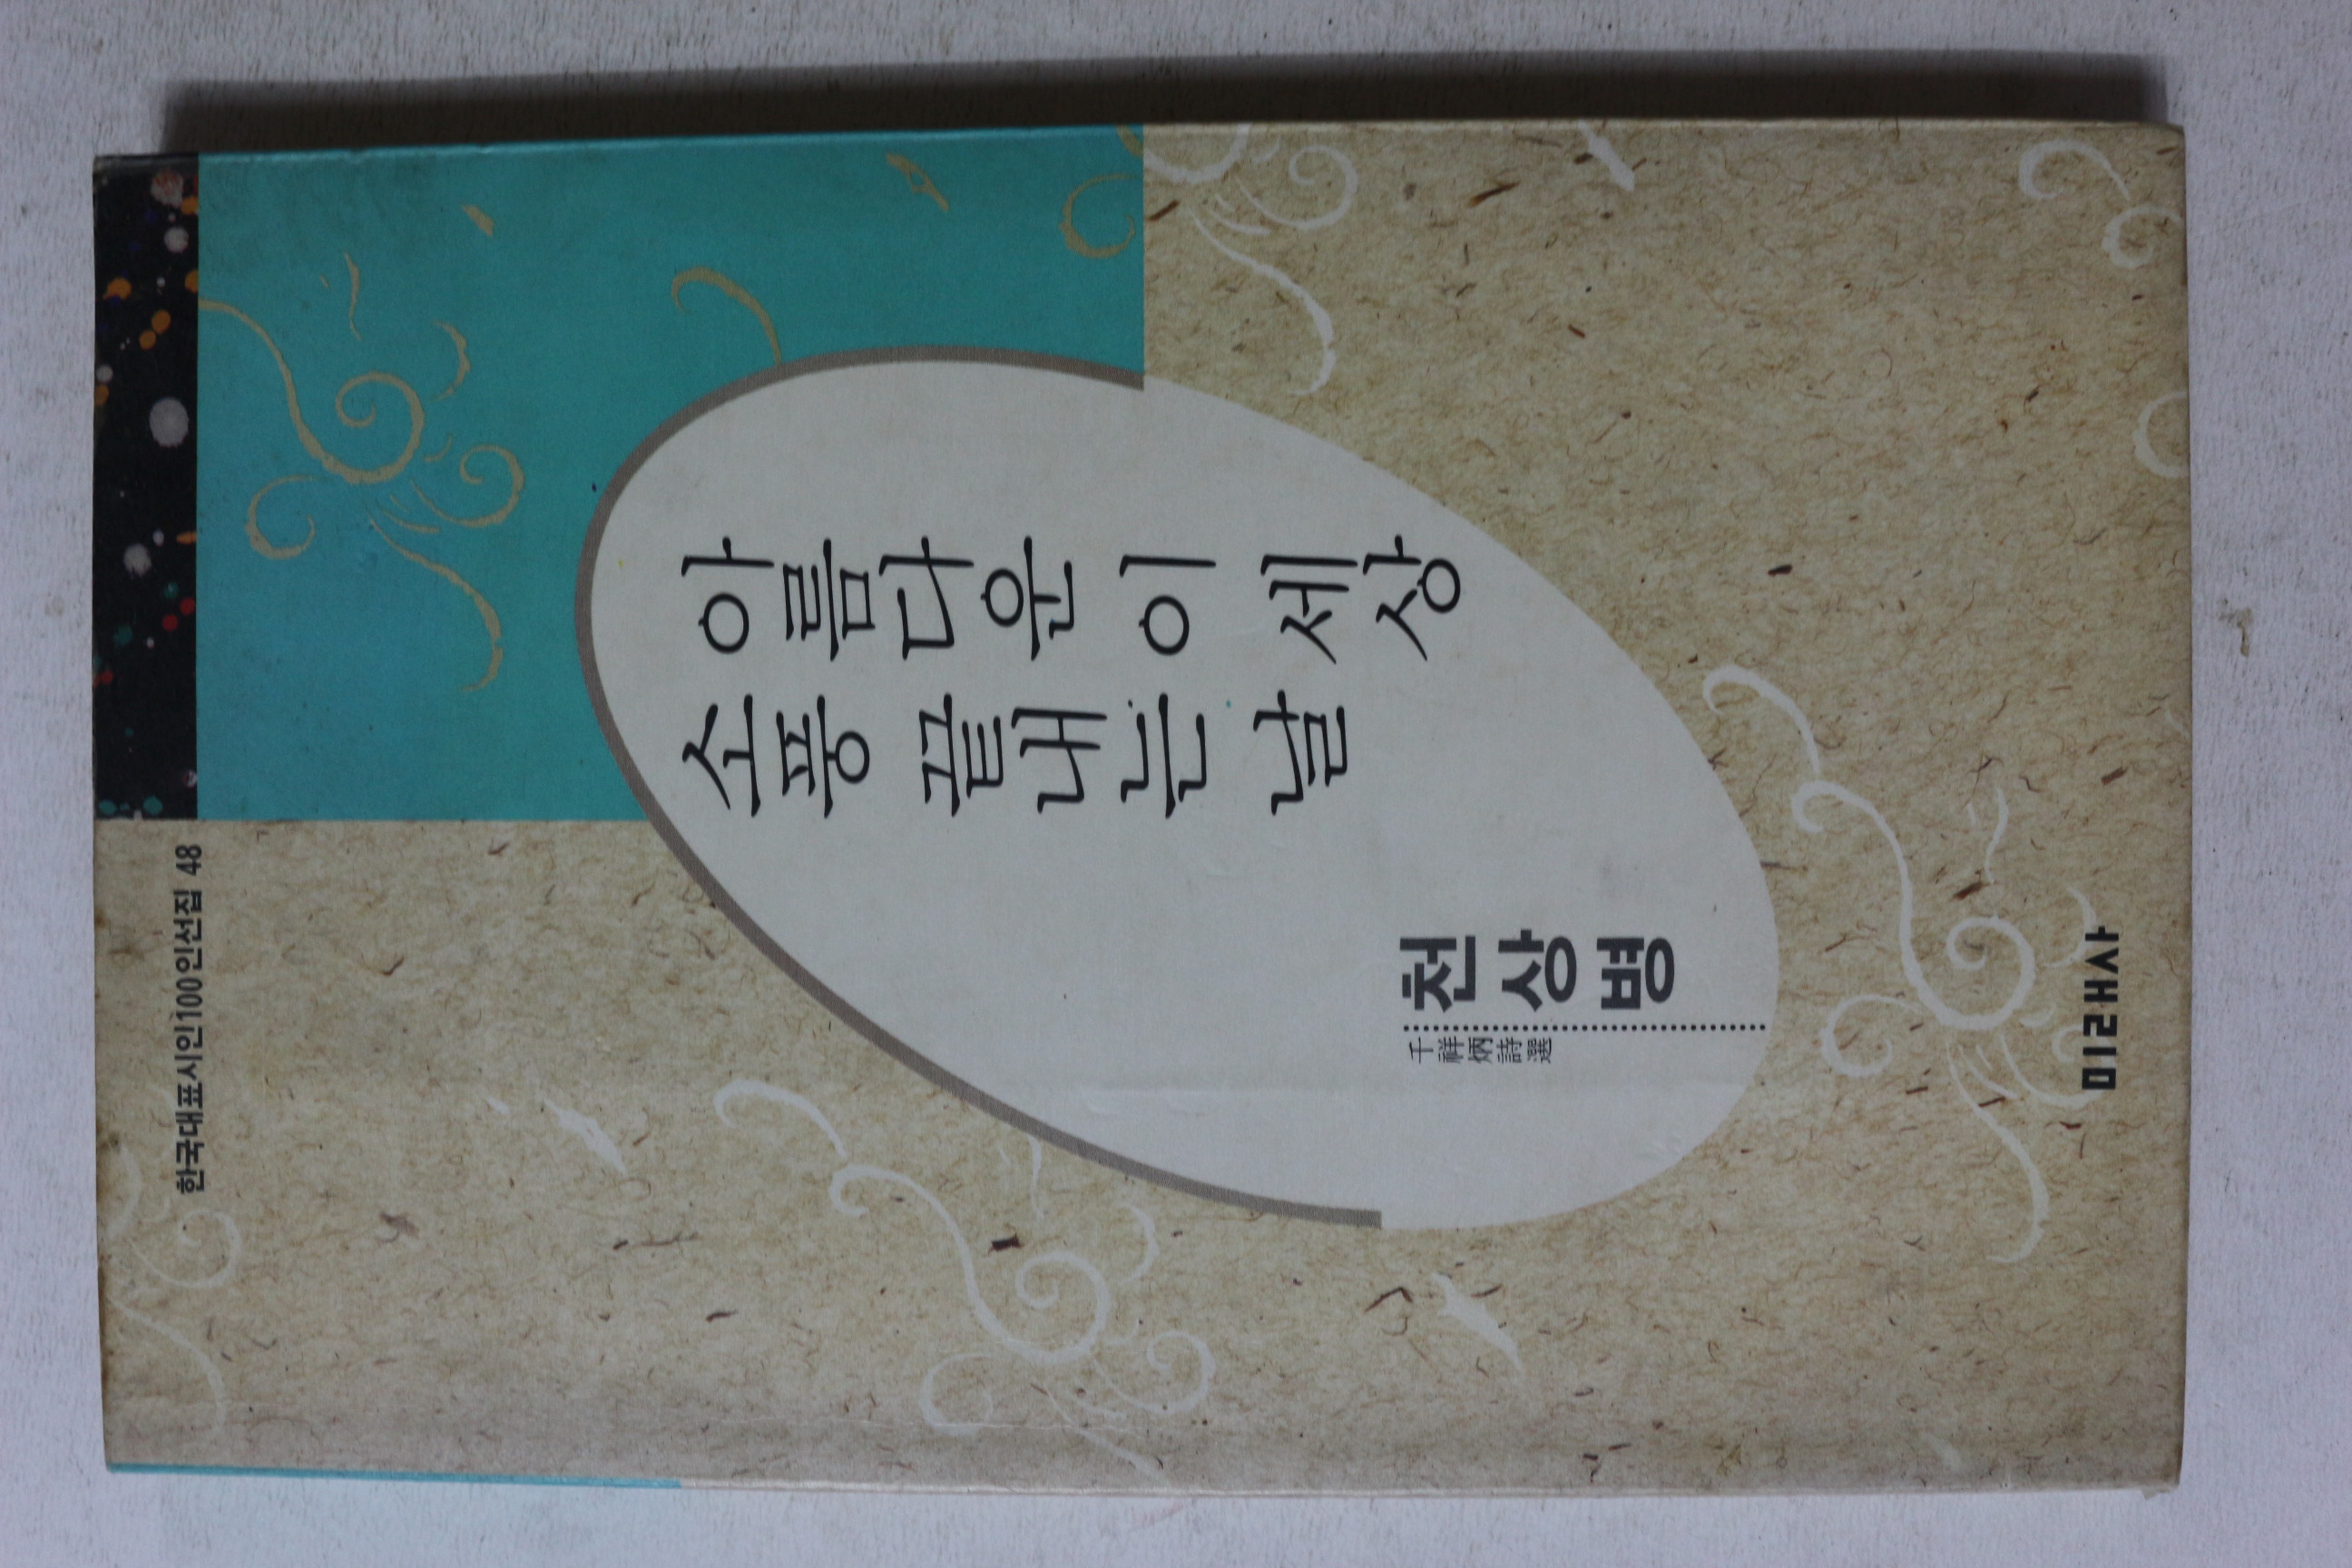 한국대표시인100인선집 48
아름다운 이 세상
소풍 끝내는 날
천상병
千祥炳詩選
미래사